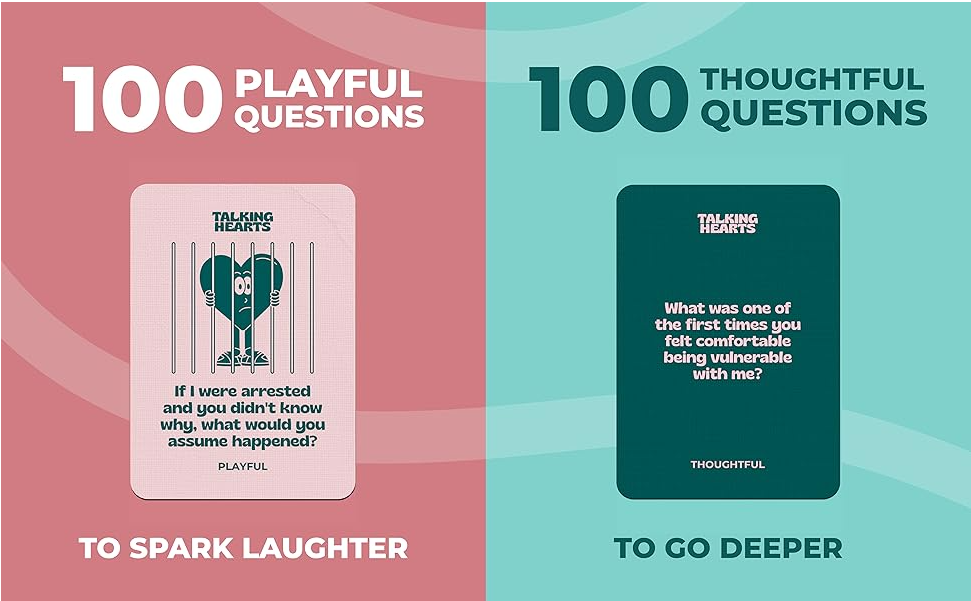 100 PLAYFUL
QUESTIONS
TALKING
HEARTS
If I were arrested
and you didn't know
why, what would you
assume happened?
PLAYFUL
TO SPARK LAUGHTER
100 THOUGHTFUL
QUESTIONS
TALKING
HEARTS
What was one of
the first times you
felt comfortable
being vulnerable
with me?
THOUGHTFUL
TO GO DEEPER